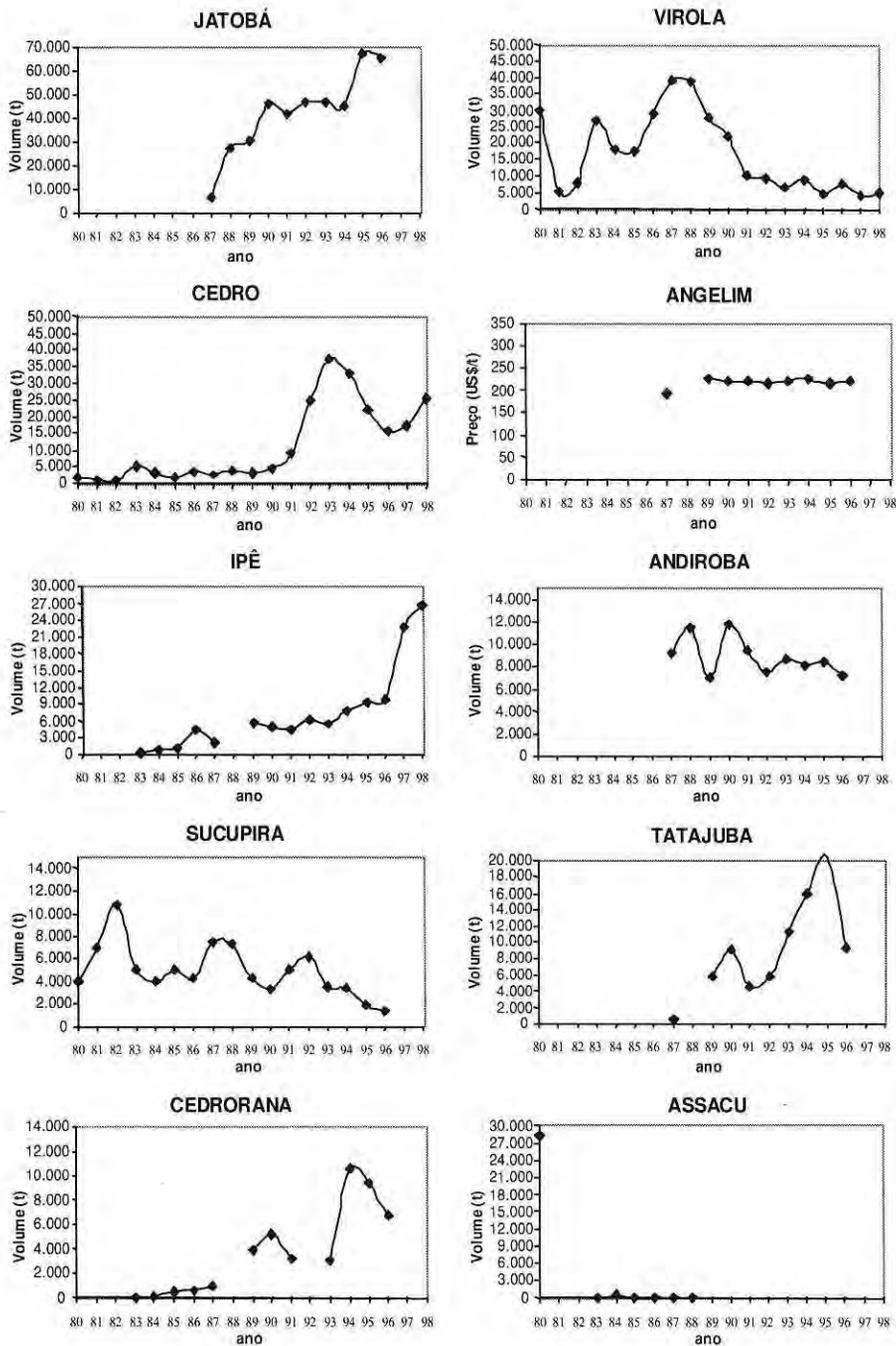 JATOBÁ
70.000
60.000
50.000
40.000
30.000
20.000
10.000
0
Volume (t)
80 81 82 83 84 85 86 87 88 89 90 91 92 93 94 95 96 97 98
ano
VIROLA
50.000
45.000
40.000
35.000
30.000
25.000
20.000
15.000
10.000
5.000
0
Volume (t)
80 81 82 83 84 85 86 87 88 89 90 91 92 93 94 95 96 97 98
ano
CEDRO
50.000
45.000
40.000
35.000
30.000
25.000
20.000
15.000
10.000
5.000
0
Volume (t)
80 81 82 83 84 85 86 87 88 89 90 91 92 93 94 95 96 97 98
ano
ANGELIM
350
300
250
200
150
100
50
0
Preço (US$/t)
80 81 82 83 84 85 86 87 88 89 90 91 92 93 94 95 96 97 98
ano
IPÊ
30.000
27.000
24.000
21.000
18.000
15.000
12.000
9.000
6.000
3.000
0
Volume (t)
80 81 82 83 84 85 86 87 88 89 90 91 92 93 94 95 96 97 98
ano
ANDIROBA
14.000
12.000
10.000
8.000
6.000
4.000
2.000
0
Volume (t)
80 81 82 83 84 85 86 87 88 89 90 91 92 93 94 95 96 97 98
ano
SUCUPIRA
14.000
12.000
10.000
8.000
6.000
4.000
2.000
0
Volume (t)
80 81 82 83 84 85 86 87 88 89 90 91 92 93 94 95 96 97 98
ano
TATAJUBA
20.000
18.000
16.000
14.000
12.000
10.000
8.000
6.000
4.000
2.000
0
Volume (t)
80 81 82 83 84 85 86 87 88 89 90 91 92 93 94 95 96 97 98
ano
CEDRORANA
14.000
12.000
10.000
8.000
6.000
4.000
2.000
0
Volume (t)
80 81 82 83 84 85 86 87 88 89 90 91 92 93 94 95 96 97 98
ano
ASSACU
30.000
27.000
24.000
21.000
18.000
15.000
12.000
9.000
6.000
3.000
0
Volume (t)
80 81 82 83 84 85 86 87 88 89 90 91 92 93 94 95 96 97 98
ano